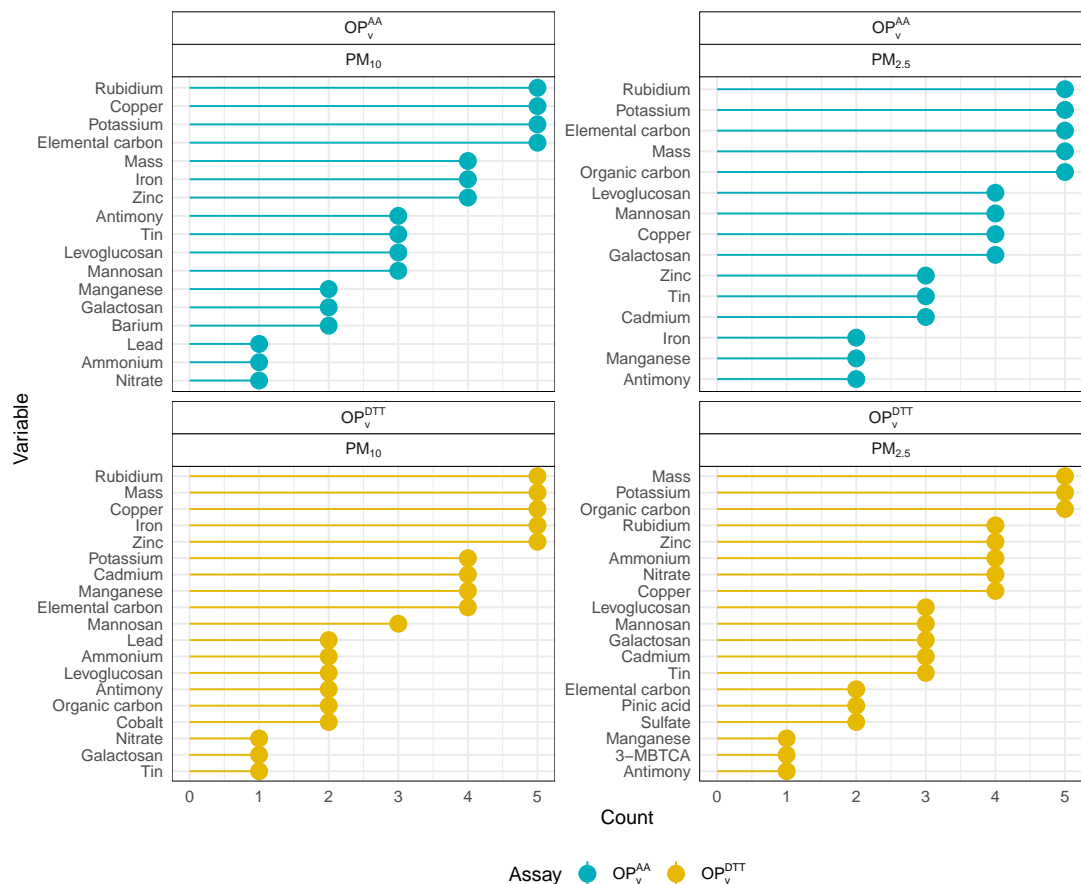 OP_v^AA
PM_10
Rubidium
Copper
Potassium
Elemental carbon
Mass
Iron
Zinc
Antimony
Tin
Levoglucosan
Mannosan
Manganese
Galactosan
Barium
Lead
Ammonium
Nitrate
OP_v^AA
PM_2.5
Rubidium
Potassium
Elemental carbon
Mass
Organic carbon
Levoglucosan
Mannosan
Copper
Galactosan
Zinc
Tin
Cadmium
Iron
Manganese
Antimony
Variable
OP_v^DTT
PM_10
Rubidium
Mass
Copper
Iron
Zinc
Potassium
Cadmium
Manganese
Elemental carbon
Mannosan
Lead
Ammonium
Levoglucosan
Antimony
Organic carbon
Cobalt
Nitrate
Galactosan
Tin
0 1 2 3 4 5
OP_v^DTT
PM_2.5
Mass
Potassium
Organic carbon
Rubidium
Zinc
Ammonium
Nitrate
Copper
Levoglucosan
Mannosan
Galactosan
Cadmium
Tin
Elemental carbon
Pinic acid
Sulfate
Manganese
3−MBTCA
Antimony
0 1 2 3 4 5
Count
Assay OP_v^AA OP_v^DTT